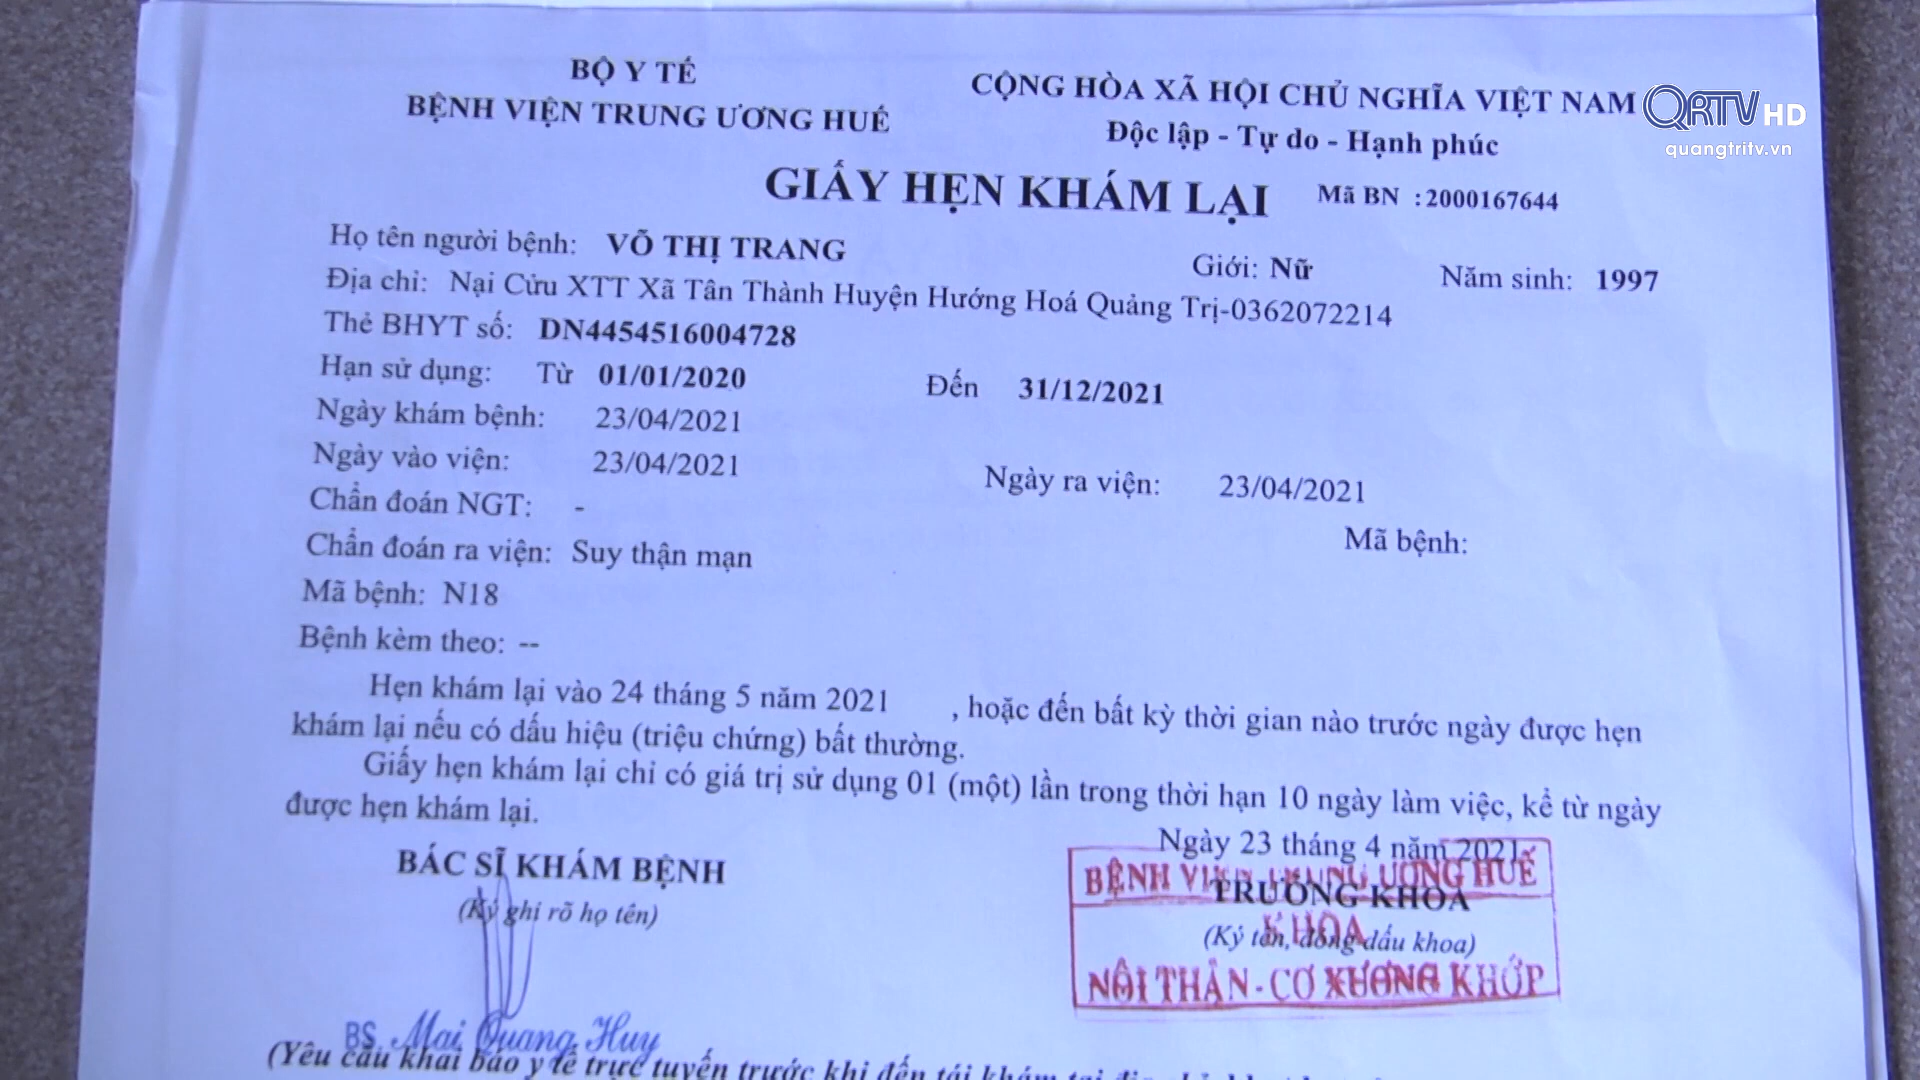 BỘ Y TẾ
BỆNH VIỆN TRUNG ƯƠNG HUẾ
CỘNG HÒA XÃ HỘI CHỦ NGHĨA VIỆT NAM
Độc lập - Tự do - Hạnh phúc
QRTV HD
quangtritv.vn
GIẤY HẸN KHÁM LẠI
Mã BN : 2000167644
Họ tên người bệnh: VÕ THỊ TRANG Giới: Nữ Năm sinh: 1997
Địa chỉ: Nại Cửu XTT Xã Tân Thành Huyện Hướng Hoá Quảng Trị-0362072214
Thẻ BHYT số: DN4454516004728
Hạn sử dụng: Từ 01/01/2020 Đến 31/12/2021
Ngày khám bệnh: 23/04/2021
Ngày vào viện: 23/04/2021 Ngày ra viện: 23/04/2021
Chẩn đoán NGT: - Mã bệnh:
Chẩn đoán ra viện: Suy thận mạn
Mã bệnh: N18
Bệnh kèm theo: --
Hẹn khám lại vào 24 tháng 5 năm 2021 , hoặc đến bất kỳ thời gian nào trước ngày được hẹn
khám lại nếu có dấu hiệu (triệu chứng) bất thường.
Giấy hẹn khám lại chỉ có giá trị sử dụng 01 (một) lần trong thời hạn 10 ngày làm việc, kể từ ngày
được hẹn khám lại.
Ngày 23 tháng 4 năm 2021
BÁC SĨ KHÁM BỆNH
(Ký ghi rõ họ tên)
TRƯỞNG KHOA
(Ký tên, đóng dấu khoa)
BỆNH VIỆN TRUNG ƯƠNG HUẾ
KHOA
NỘI THẬN - CƠ XƯƠNG KHỚP
BS. Mai Quang Huy
(Yêu cầu khai báo y tế trực tuyến trước khi đến tái khám tại địa chỉ